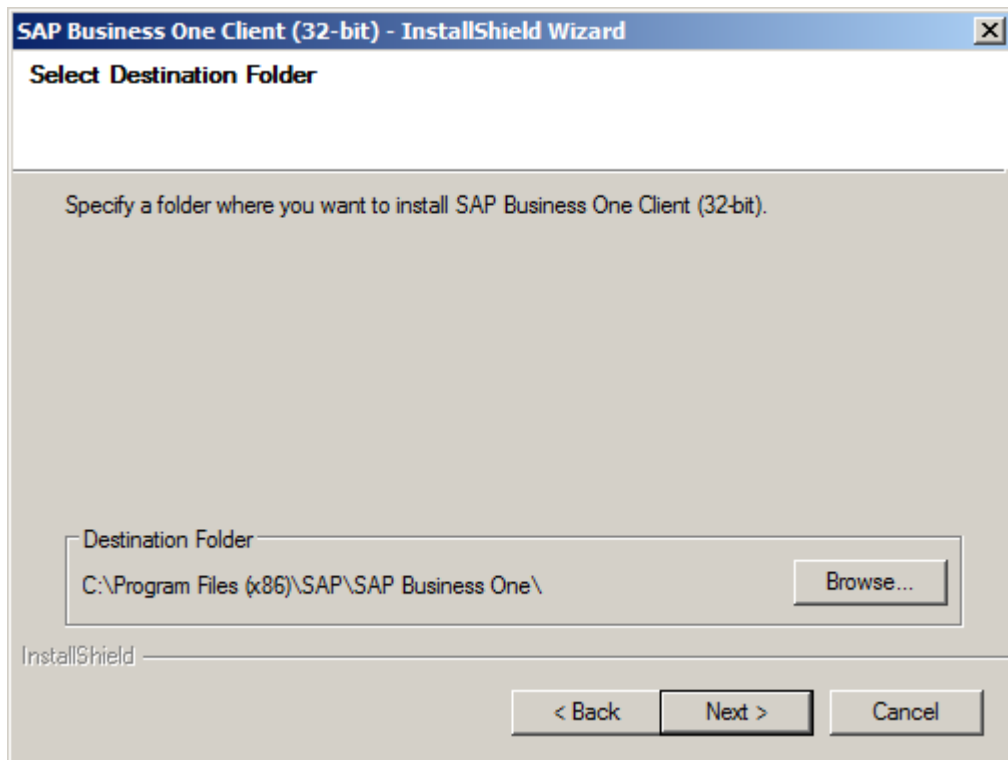 SAP Business One Client (32-bit) - InstallShield Wizard
Select Destination Folder
Specify a folder where you want to install SAP Business One Client (32-bit).
Destination Folder
C:\Program Files (x86)\SAP\SAP Business One\
Browse...
InstallShield
< Back
Next >
Cancel